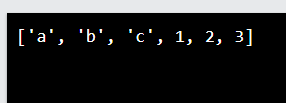 ['a', 'b', 'c', 1, 2, 3]